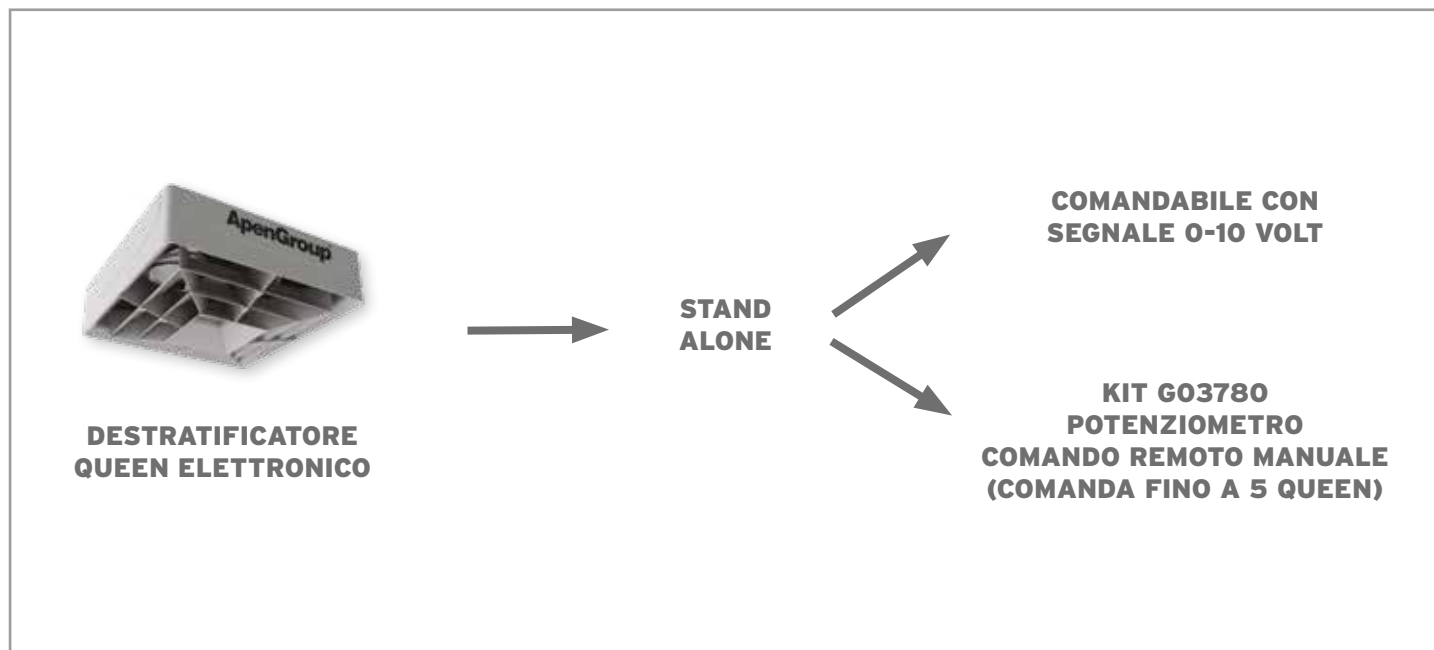 ApenGroup
DESTRATIFICATORE
QUEEN ELETTRONICO
STAND
ALONE
COMANDABILE CON
SEGNALE 0-10 VOLT
KIT G03780
POTENZIOMETRO
COMANDO REMOTO MANUALE
(COMANDA FINO A 5 QUEEN)